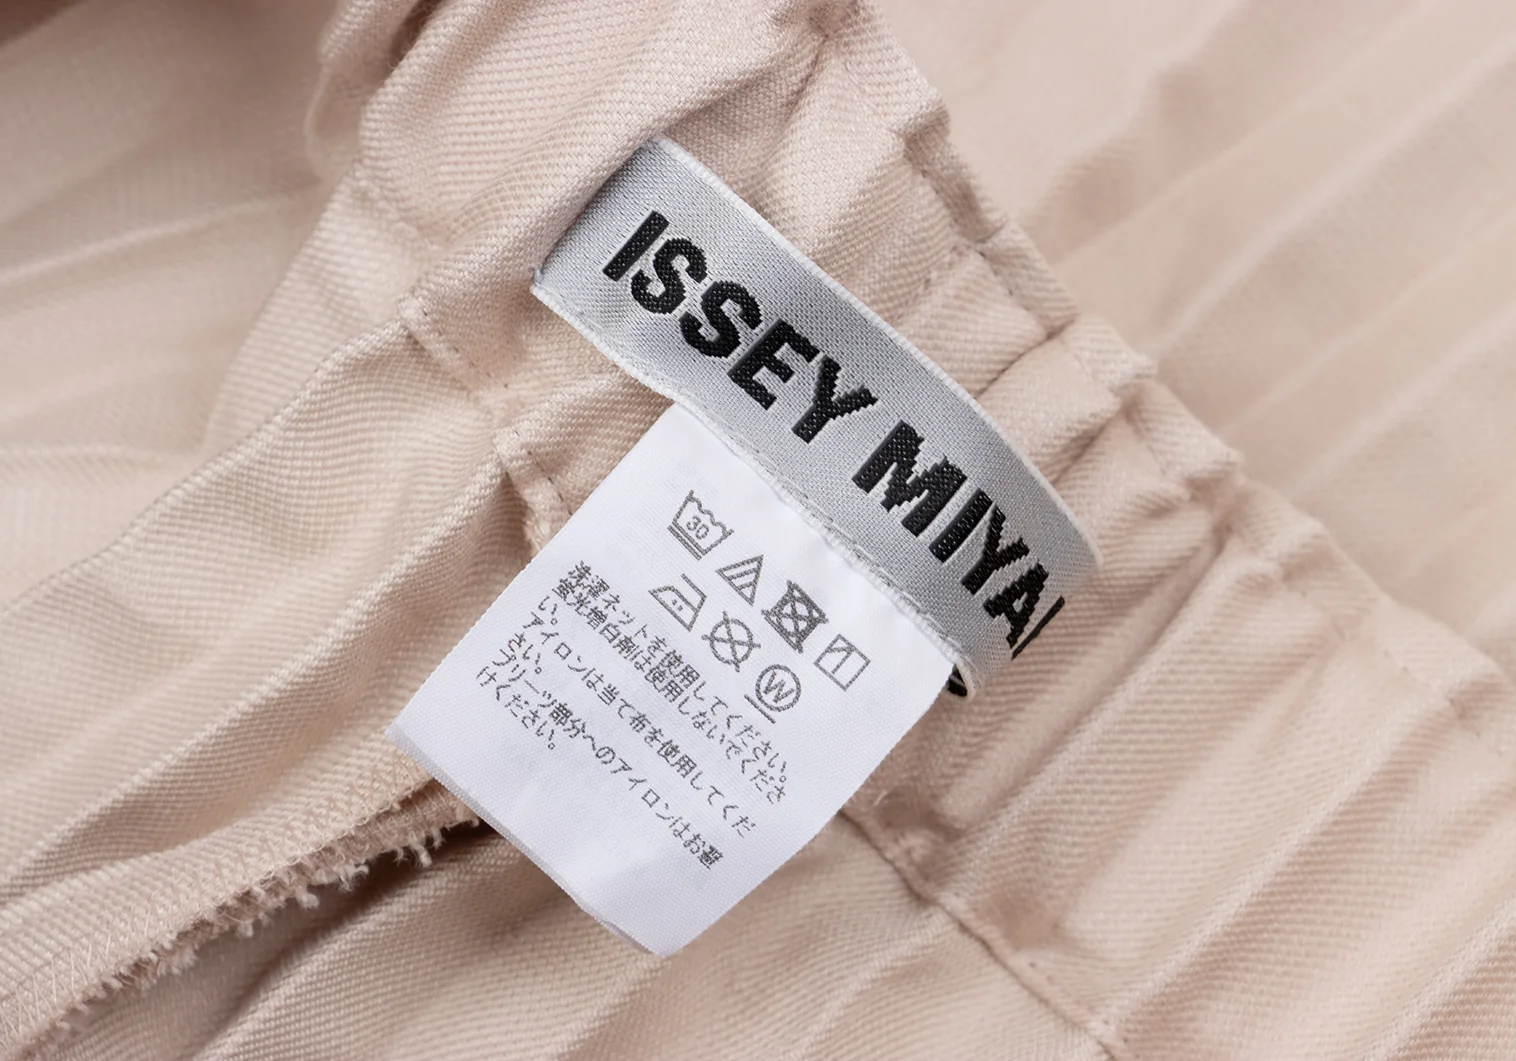 ISSEY MIYA
30
W
洗濯ネットを使用してください。
蛍光増白剤は使用しないでくださ
い。
アイロンは当て布を使用してくだ
さい。
プリーツ部分へのアイロンはお避
けください。